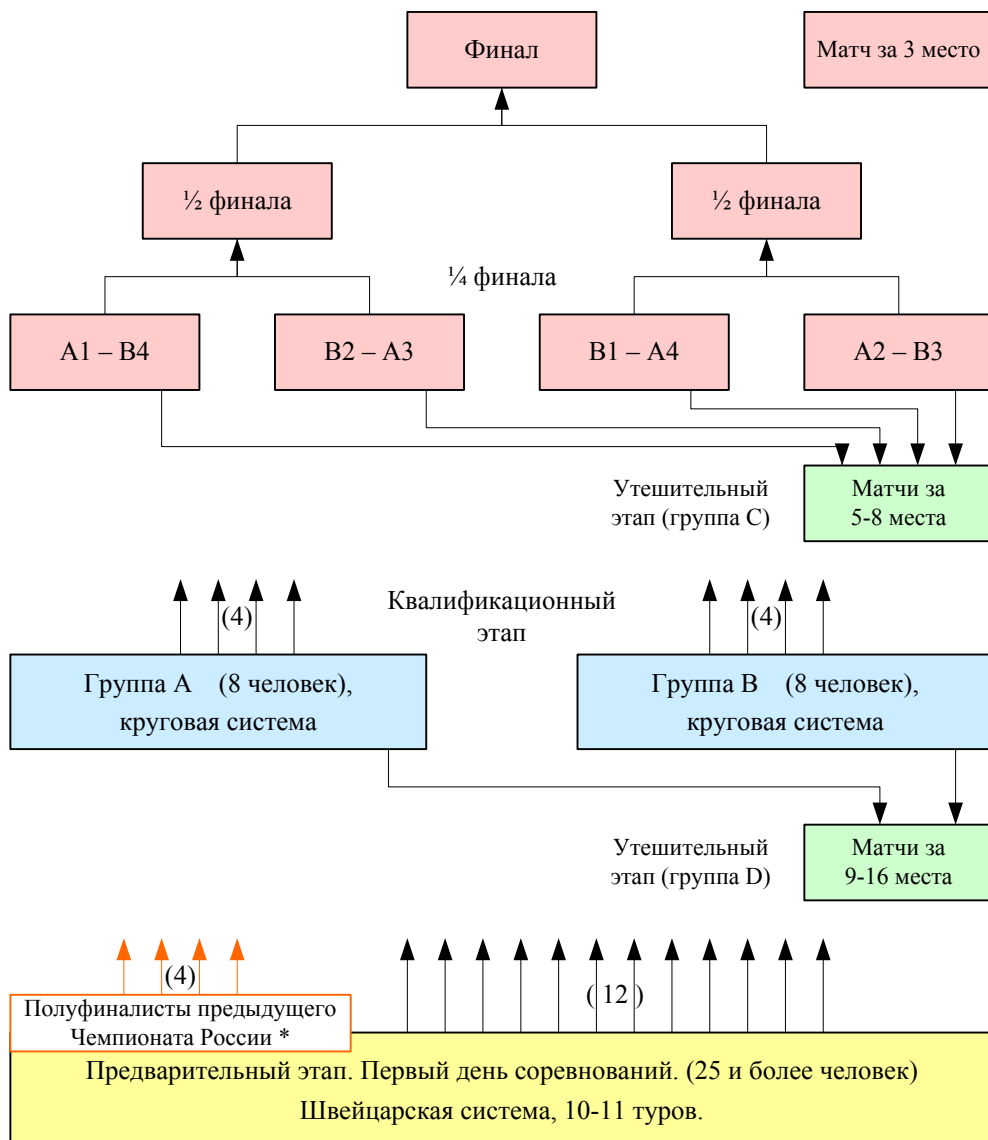 Финал
Матч за 3 место
½ финала
½ финала
¼ финала
A1 – B4
B2 – A3
B1 – A4
A2 – B3
Утешительный
этап (группа C)
Матчи за
5-8 места
(4)
Квалификационный
этап
(4)
Группа A (8 человек),
круговая система
Группа B (8 человек),
круговая система
Утешительный
этап (группа D)
Матчи за
9-16 места
(4)
( 12 )
Полуфиналисты предыдущего
Чемпионата России *
Предварительный этап. Первый день соревнований. (25 и более человек)
Швейцарская система, 10-11 туров.